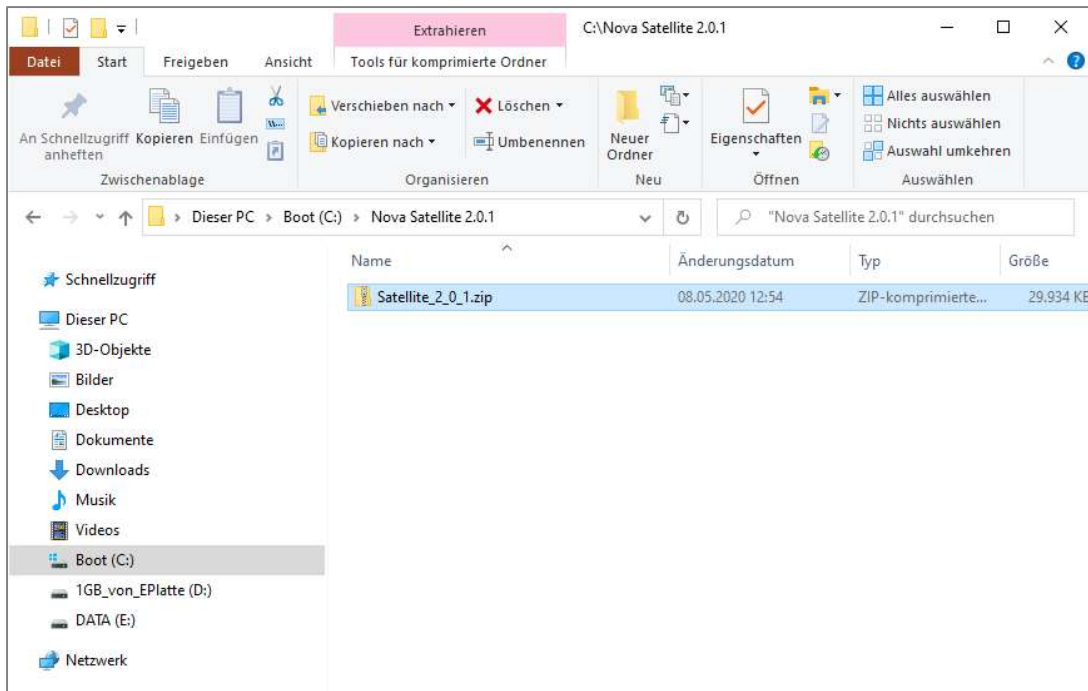 Extrahieren
C:\Nova Satellite 2.0.1
Datei
Start
Freigeben
Ansicht
Tools für komprimierte Ordner
An Schnellzugriff
anheften
Kopieren
Einfügen
Zwischenablage
Verschieben nach
Kopieren nach
Löschen
Umbenennen
Organisieren
Neuer
Ordner
Neu
Eigenschaften
Öffnen
Alles auswählen
Nichts auswählen
Auswahl umkehren
Auswählen
Dieser PC > Boot (C:) > Nova Satellite 2.0.1
"Nova Satellite 2.0.1" durchsuchen
Name Änderungsdatum Typ Größe
Satellite_2_0_1.zip 08.05.2020 12:54 ZIP-komprimierte... 29.934 KB
Schnellzugriff
Dieser PC
3D-Objekte
Bilder
Desktop
Dokumente
Downloads
Musik
Videos
Boot (C:)
1GB_von_EPlatte (D:)
DATA (E:)
Netzwerk